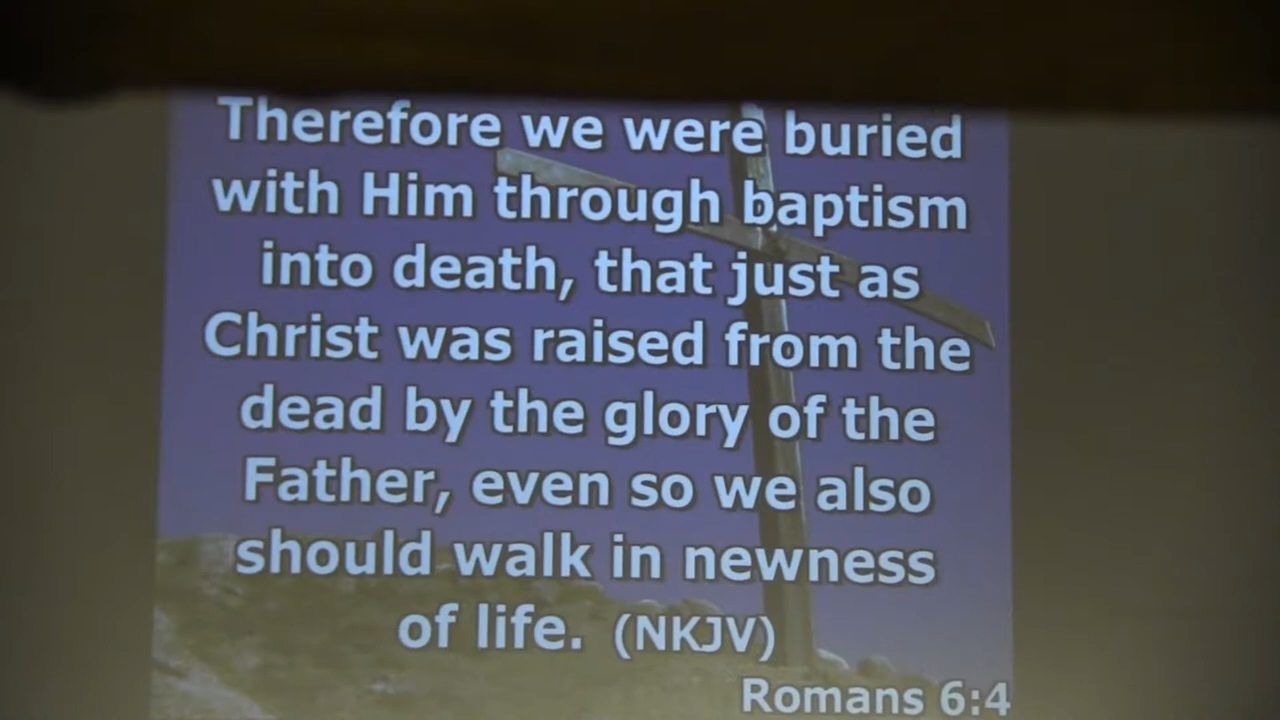 Therefore we were buried
with Him through baptism
into death, that just as
Christ was raised from the
dead by the glory of the
Father, even so we also
should walk in newness
of life. (NKJV)
Romans 6:4